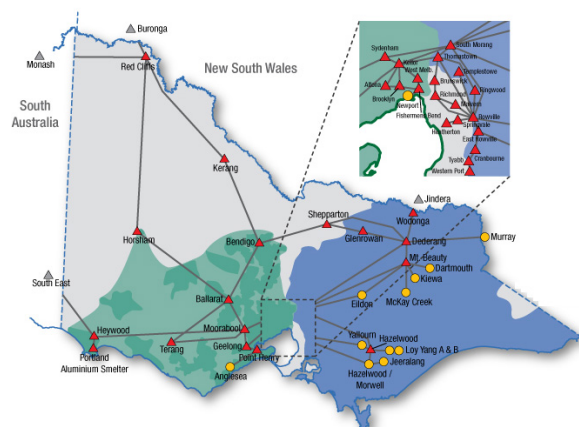 Buronga
Monash
Red Cliffs
New South Wales
South
Australia
Kerang
Horsham
Bendigo
Shepparton
Glenrowan
Jindera
Wodonga
Dederang
Murray
Mt. Beauty
Dartmouth
Kiewa
McKay Creek
Eildon
South East
Ballarat
Moorabool
Heywood
Portland
Aluminium Smelter
Terang
Geelong
Point Henry
Anglesea
Yallourn
Hazelwood
Loy Yang A & B
Jeeralang
Hazelwood /
Morwell
Sydenham
Keilor
West Melb.
Altona
Brooklyn
Newport
Fishermens Bend
South Morang
Thomastown
Templestowe
Brunswick
Ringwood
Richmond
Malvern
Rowville
Springvale
Heatherton
East Rowville
Cranbourne
Tyabb
Western Port